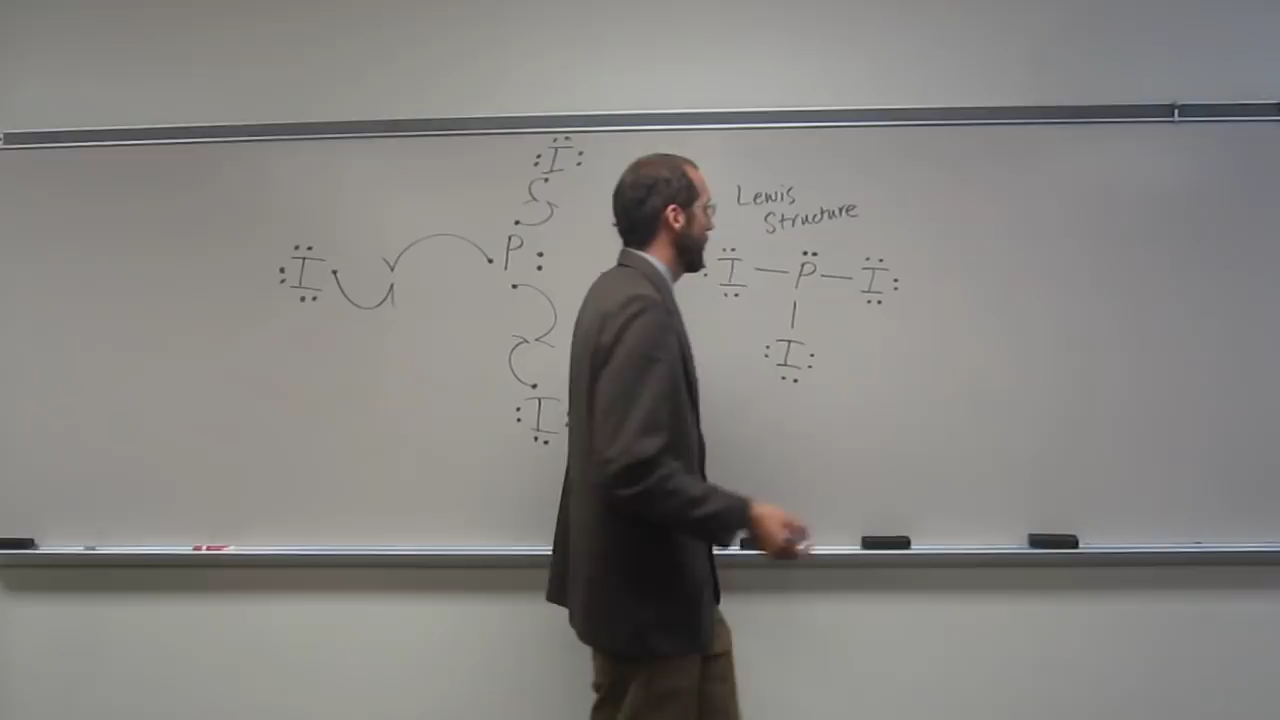 I
I P
I
Lewis
Structure
I — P — I
I